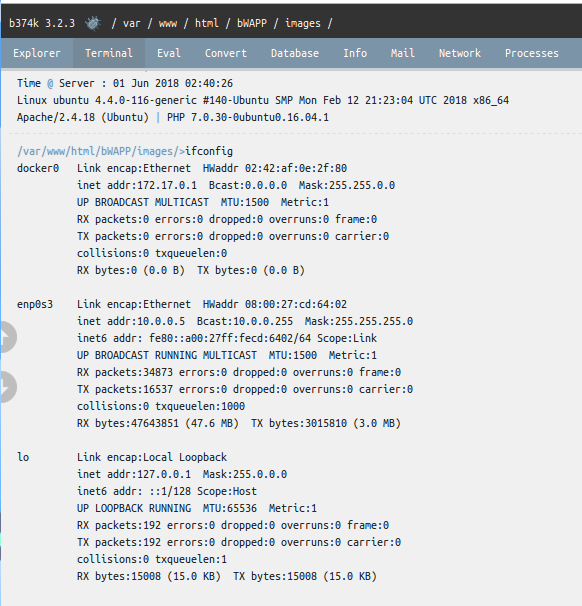 b374k 3.2.3 / var / www / html / bWAPP / images /
Explorer Terminal Eval Convert Database Info Mail Network Processes
Time @ Server : 01 Jun 2018 02:40:26
Linux ubuntu 4.4.0-116-generic #140-Ubuntu SMP Mon Feb 12 21:23:04 UTC 2018 x86_64
Apache/2.4.18 (Ubuntu) | PHP 7.0.30-0ubuntu0.16.04.1
/var/www/html/bWAPP/images/>ifconfig
docker0 Link encap:Ethernet HWaddr 02:42:af:0e:2f:80
inet addr:172.17.0.1 Bcast:0.0.0.0 Mask:255.255.0.0
UP BROADCAST MULTICAST MTU:1500 Metric:1
RX packets:0 errors:0 dropped:0 overruns:0 frame:0
TX packets:0 errors:0 dropped:0 overruns:0 carrier:0
collisions:0 txqueuelen:0
RX bytes:0 (0.0 B) TX bytes:0 (0.0 B)
enp0s3 Link encap:Ethernet HWaddr 08:00:27:cd:64:02
inet addr:10.0.0.5 Bcast:10.0.0.255 Mask:255.255.255.0
inet6 addr: fe80::a00:27ff:fecd:6402/64 Scope:Link
UP BROADCAST RUNNING MULTICAST MTU:1500 Metric:1
RX packets:34873 errors:0 dropped:0 overruns:0 frame:0
TX packets:16537 errors:0 dropped:0 overruns:0 carrier:0
collisions:0 txqueuelen:1000
RX bytes:47643851 (47.6 MB) TX bytes:3015810 (3.0 MB)
lo Link encap:Local Loopback
inet addr:127.0.0.1 Mask:255.0.0.0
inet6 addr: ::1/128 Scope:Host
UP LOOPBACK RUNNING MTU:65536 Metric:1
RX packets:192 errors:0 dropped:0 overruns:0 frame:0
TX packets:192 errors:0 dropped:0 overruns:0 carrier:0
collisions:0 txqueuelen:1
RX bytes:15008 (15.0 KB) TX bytes:15008 (15.0 KB)